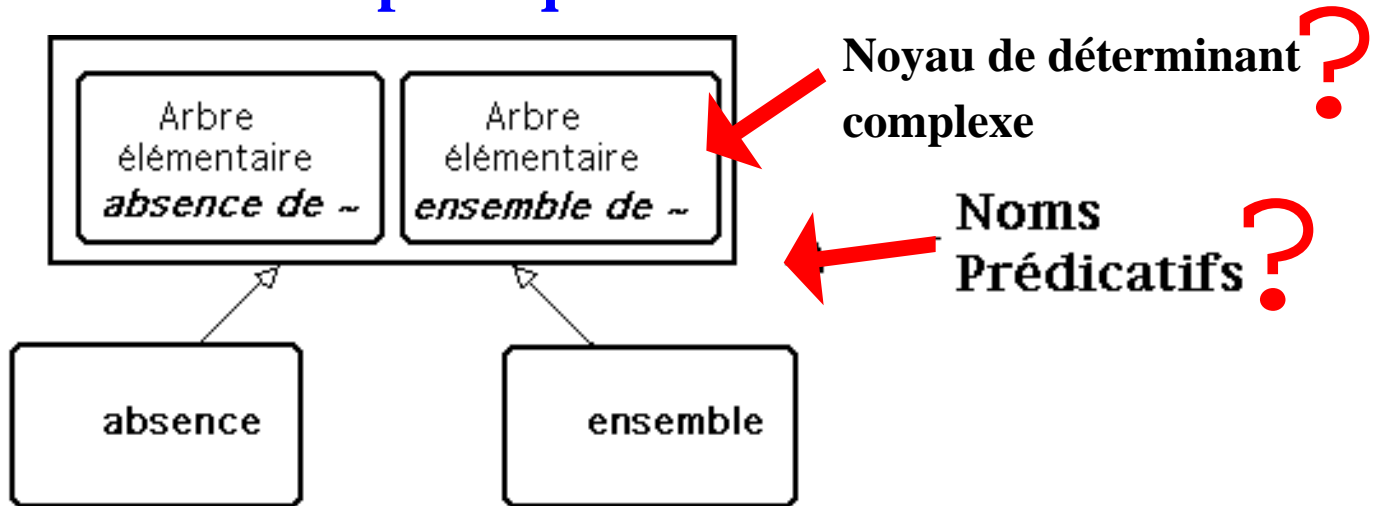 Arbre
élémentaire
absence de ~
Arbre
élémentaire
ensemble de ~
Noyau de déterminant ?
complexe
Noms
Prédicatifs ?
absence
ensemble